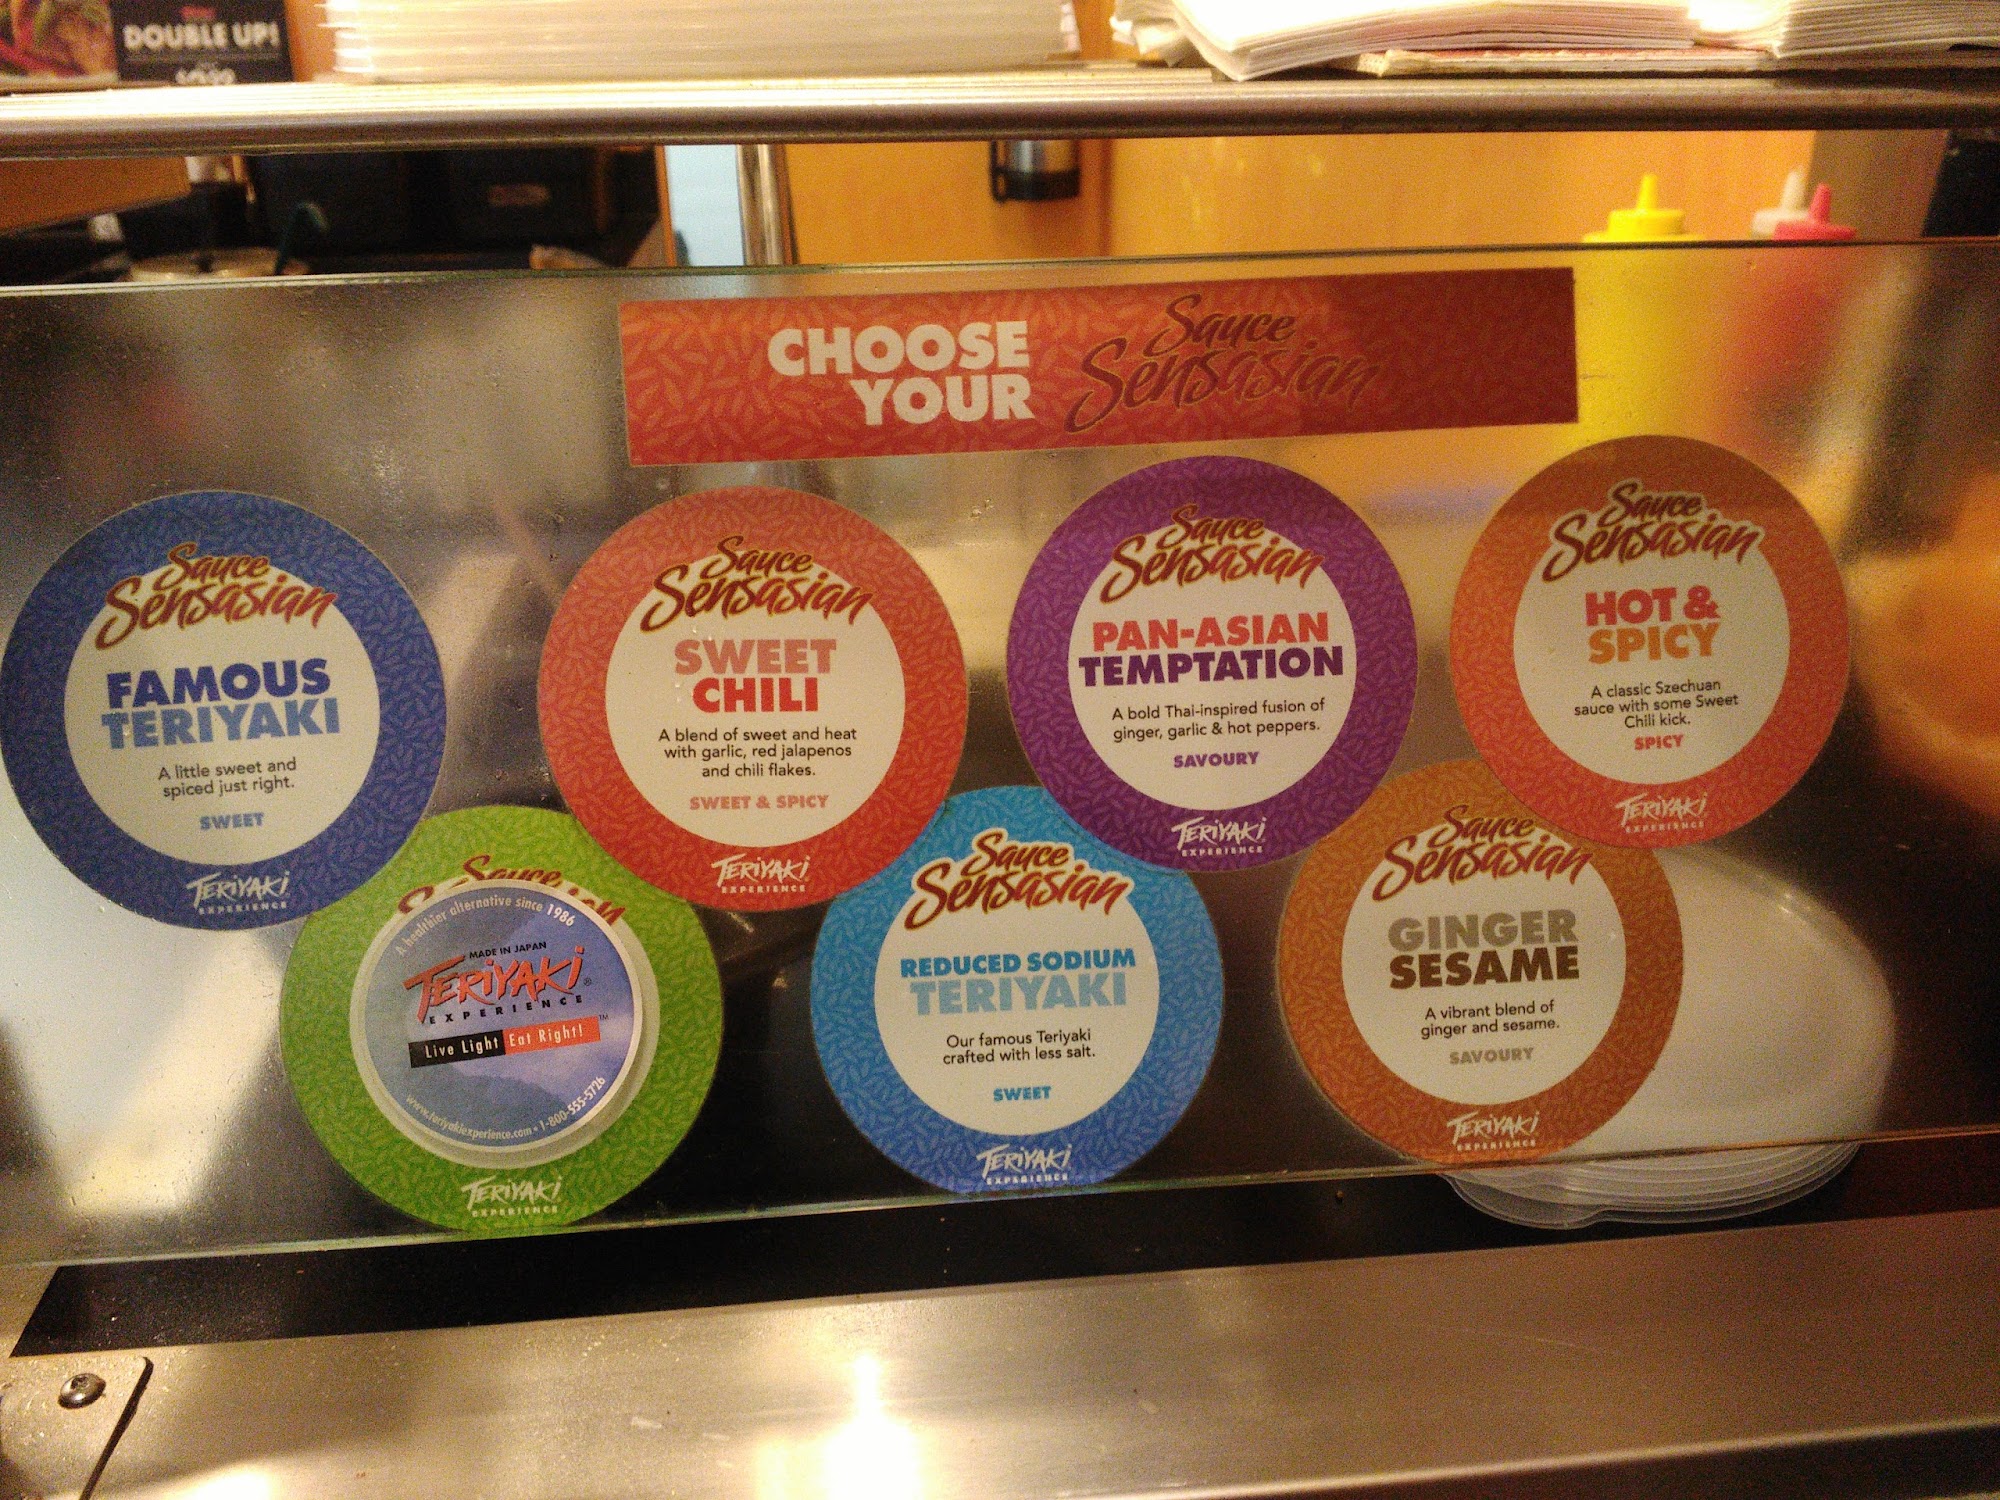 DOUBLE UP!
CHOOSE
YOUR
Sauce
Sensasian
Sauce
Sensasian
FAMOUS
TERIYAKI
A little sweet and
spiced just right.
SWEET
TERIYAKI
EXPERIENCE
Sauce
Sensasian
SWEET
CHILI
A blend of sweet and heat
with garlic, red jalapenos
and chili flakes.
SWEET & SPICY
TERIYAKI
EXPERIENCE
Sauce
Sensasian
PAN-ASIAN
TEMPTATION
A bold Thai-inspired fusion of
ginger, garlic & hot peppers.
SAVOURY
TERIYAKI
EXPERIENCE
Sauce
Sensasian
HOT &
SPICY
A classic Szechuan
sauce with some Sweet
Chili kick.
SPICY
TERIYAKI
EXPERIENCE
Sauce
A healthier alternative since 1986
MADE IN JAPAN
TERIYAKI®
EXPERIENCE
Live Light Eat Right!™
www.teriyakiexperience.com • 1-800-555-5726
TERIYAKI
EXPERIENCE
Sauce
Sensasian
REDUCED SODIUM
TERIYAKI
Our famous Teriyaki
crafted with less salt.
SWEET
TERIYAKI
EXPERIENCE
Sauce
Sensasian
GINGER
SESAME
A vibrant blend of
ginger and sesame.
SAVOURY
TERIYAKI
EXPERIENCE